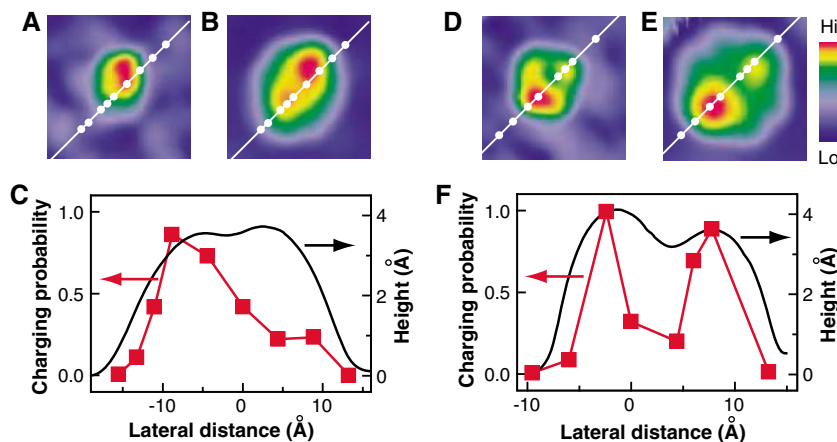 A
B
D
E
Hi
Lo
C
F
1.0
0.5
0.0
Charging probability
4
2
0
Height (Å)
-10
0
10
Lateral distance (Å)
1.0
0.5
0.0
Charging probability
4
2
0
Height (Å)
-10
0
10
Lateral distance (Å)